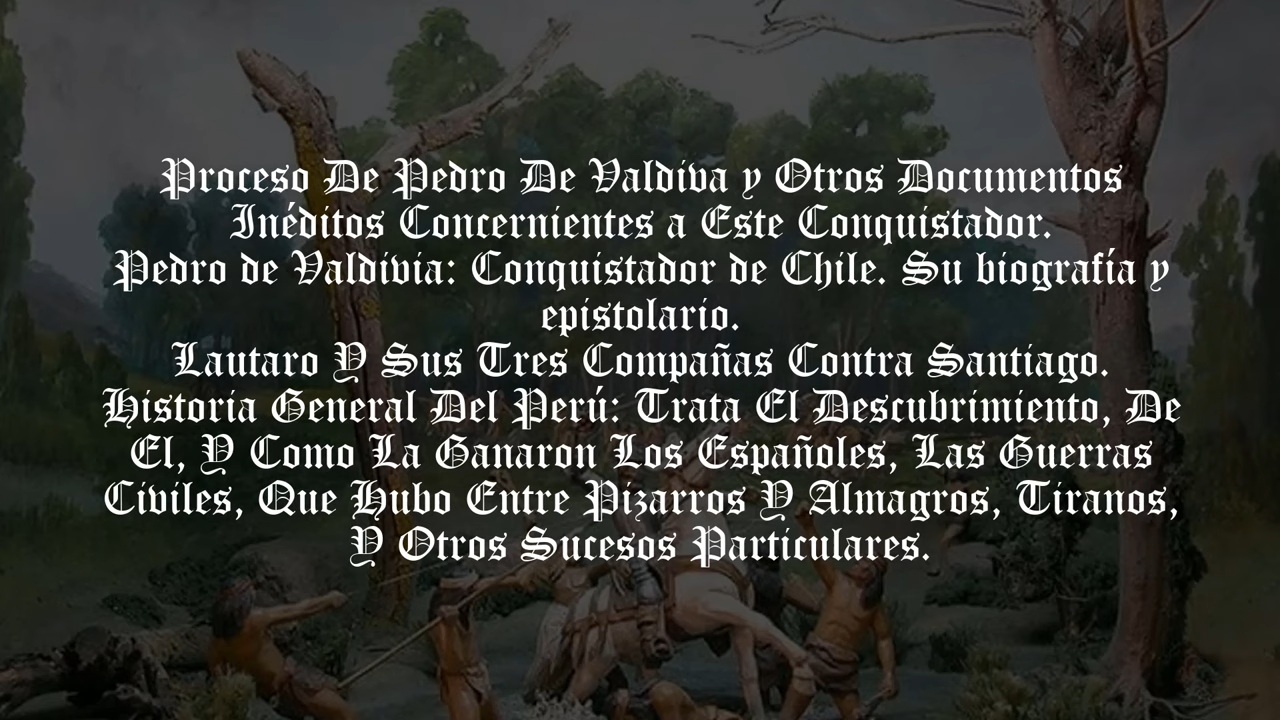 Proceso De Pedro De Valdiva y Otros Documentos
Inéditos Concernientes a Este Conquistador.
Pedro de Valdivia: Conquistador de Chile. Su biografía y
epistolario.
Lautaro Y Sus Tres Compañas Contra Santiago.
Historia General Del Perú: Trata El Descubrimiento, De
El, Y Como La Ganaron Los Españoles, Las Guerras
Civiles, Que Hubo Entre Pizarros Y Almagros, Tiranos,
Y Otros Sucesos Particulares.